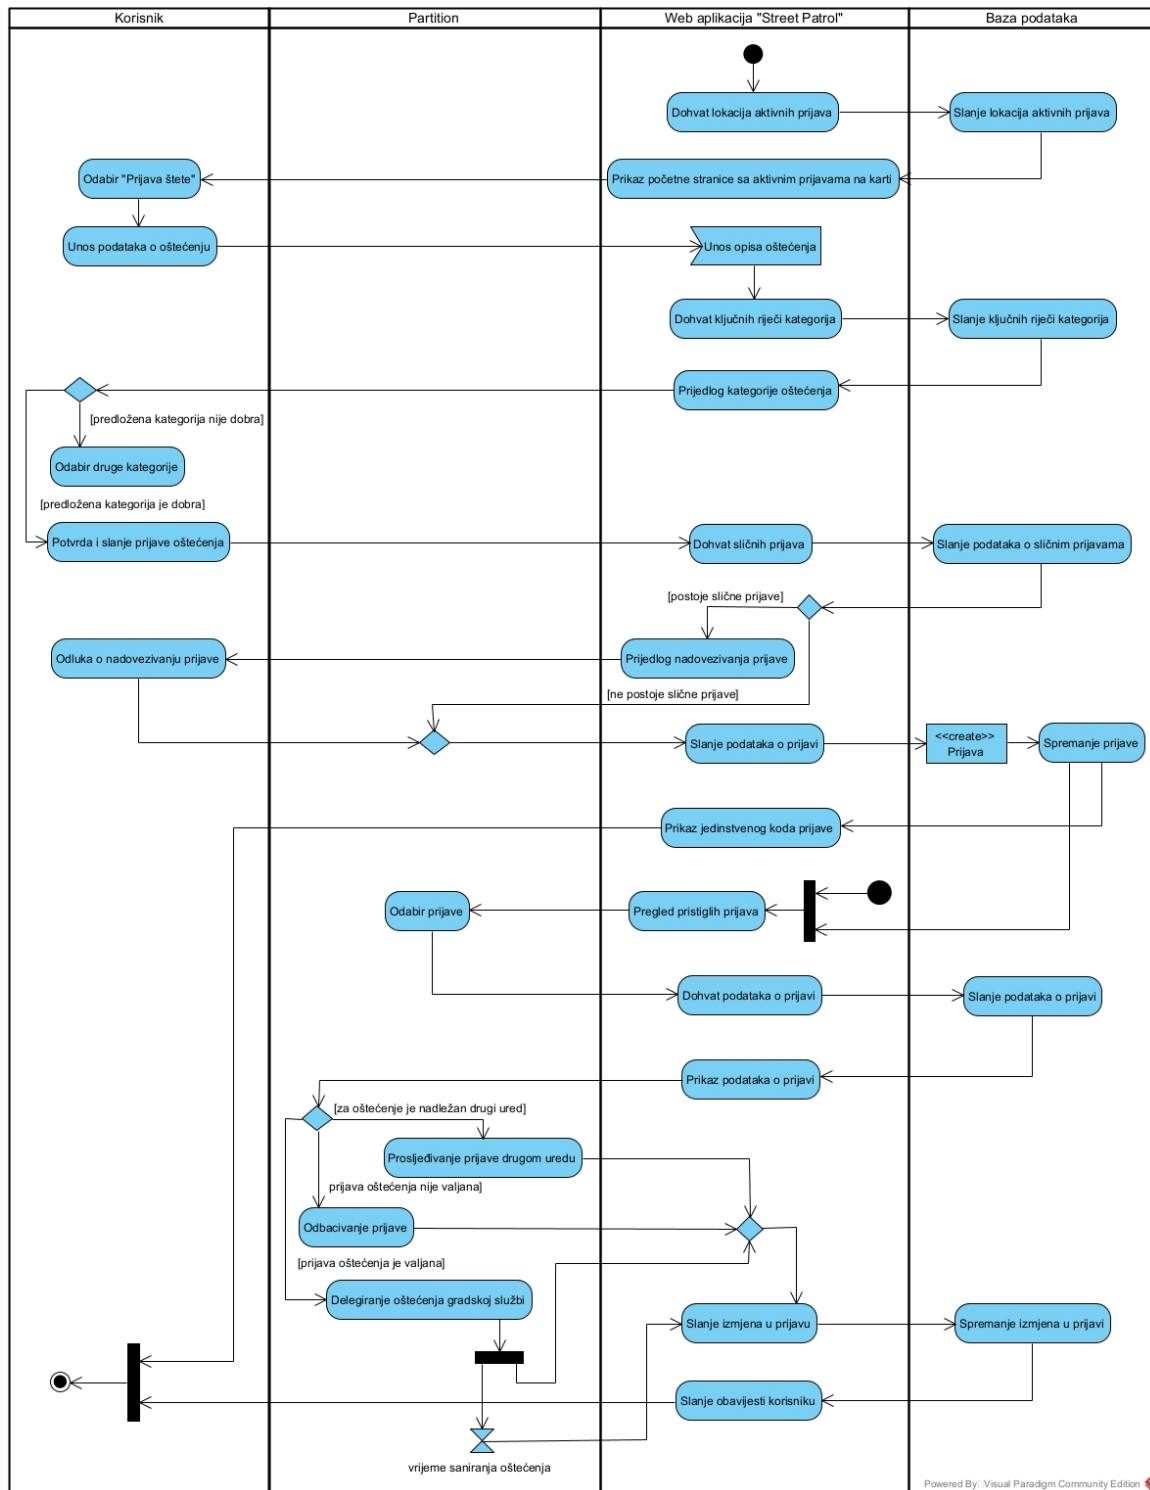 Korisnik
Partition
Web aplikacija "Street Patrol"
Baza podataka
Dohvat lokacija aktivnih prijava
Slanje lokacija aktivnih prijava
Odabir "Prijava štete"
Prikaz početne stranice sa aktivnim prijavama na karti
Unos podataka o oštećenju
Unos opisa oštećenja
Dohvat ključnih riječi kategorija
Slanje ključnih riječi kategorija
Prijedlog kategorije oštećenja
[predložena kategorija nije dobra]
Odabir druge kategorije
[predložena kategorija je dobra]
Potvrda i slanje prijave oštećenja
Dohvat sličnih prijava
Slanje podataka o sličnim prijavama
[postoje slične prijave]
Odluka o nadovezivanju prijave
Prijedlog nadovezivanja prijave
[ne postoje slične prijave]
Slanje podataka o prijavi
<<create>>
Prijava
Spremanje prijave
Prikaz jedinstvenog koda prijave
Odabir prijave
Pregled pristiglih prijava
Dohvat podataka o prijavi
Slanje podataka o prijavi
Prikaz podataka o prijavi
[za oštećenje je nadležan drugi ured]
Prosljeđivanje prijave drugom uredu
prijava oštećenja nije valjana]
Odbacivanje prijave
[prijava oštećenja je valjana]
Delegiranje oštećenja gradskoj službi
Slanje izmjena u prijavu
Spremanje izmjena u prijavi
Slanje obavijesti korisniku
vrijeme saniranja oštećenja
Powered By Visual Paradigm Community Edition